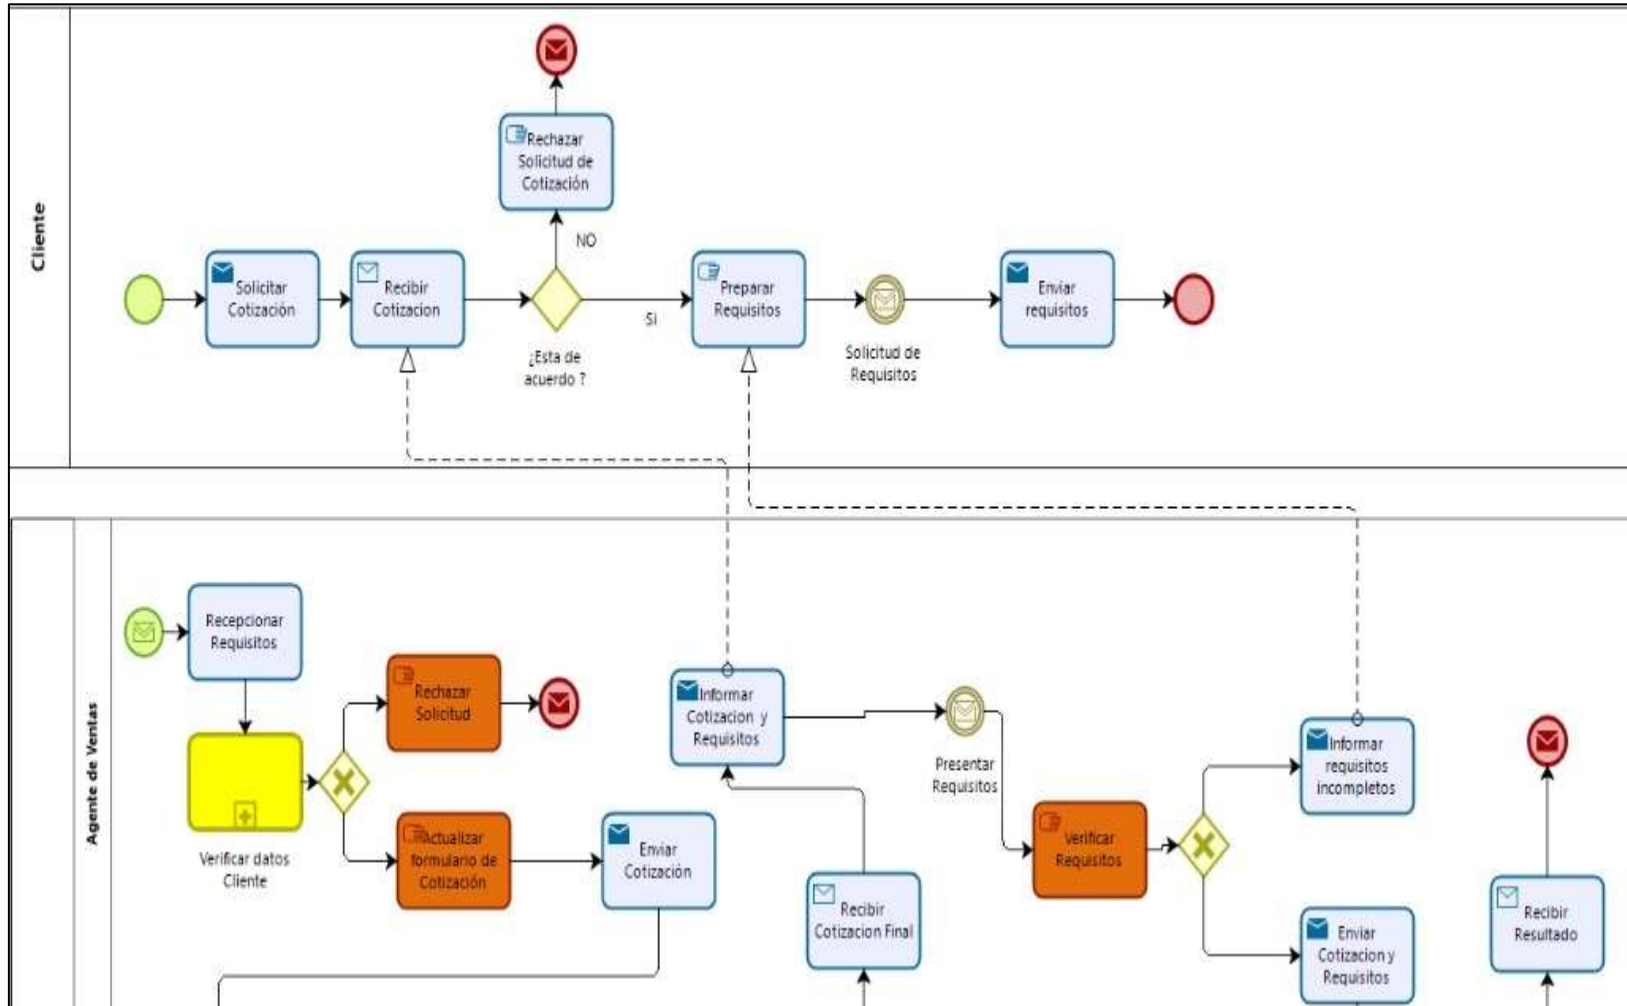 Cliente
Rechazar
Solicitud de
Cotización
NO
Solicitar
Cotización
Recibir
Cotizacion
¿Esta de
acuerdo ?
Si
Preparar
Requisitos
Solicitud de
Requisitos
Enviar
requisitos
Agente de Ventas
Recepcionar
Requisitos
Verificar datos
Cliente
Rechazar
Solicitud
Actualizar
formulario de
Cotización
Enviar
Cotización
Informar
Cotizacion y
Requisitos
Recibir
Cotizacion Final
Presentar
Requisitos
Verificar
Requisitos
Informar
requisitos
incompletos
Enviar
Cotizacion y
Requisitos
Recibir
Resultado